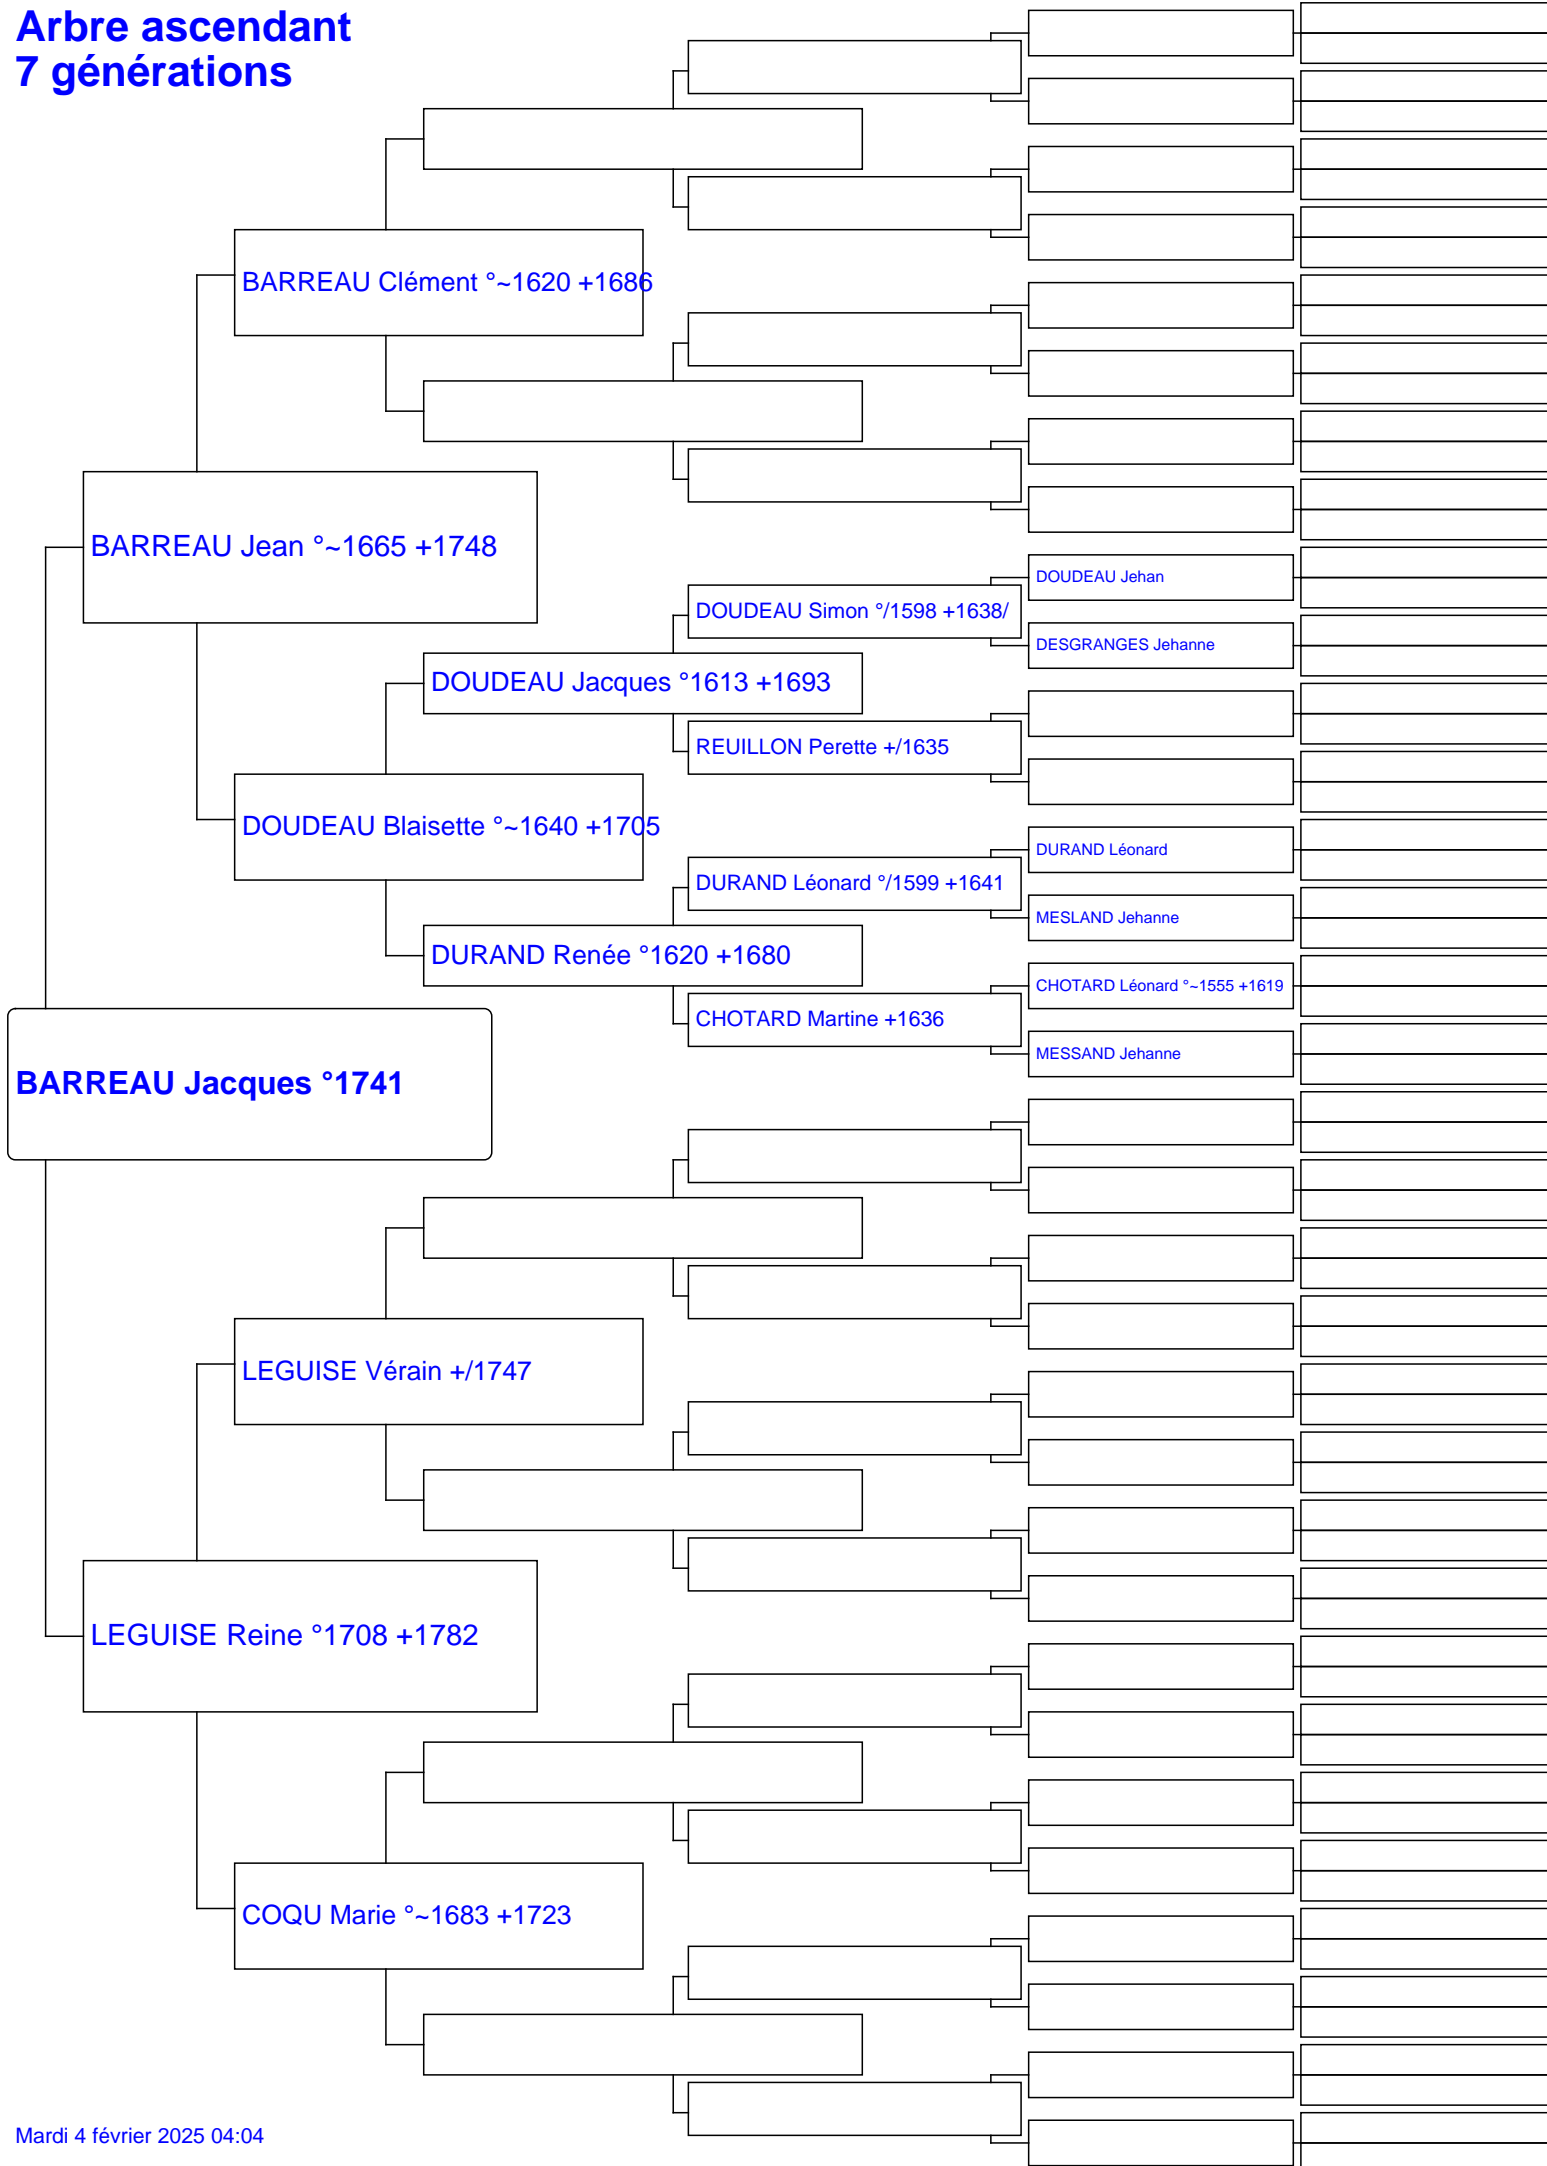 Arbre ascendant
7 générations
BARREAU Clément °~1620 +1686
BARREAU Jean °~1665 +1748
DOUDEAU Jehan
DOUDEAU Simon °/1598 +1638/
DESGRANGES Jehanne
DOUDEAU Jacques °1613 +1693
REUILLON Perette +/1635
DOUDEAU Blaisette °~1640 +1705
DURAND Léonard
DURAND Léonard °/1599 +1641
MESLAND Jehanne
DURAND Renée °1620 +1680
CHOTARD Léonard °~1555 +1619
CHOTARD Martine +1636
MESSAND Jehanne
BARREAU Jacques °1741
LEGUISE Vérain +/1747
LEGUISE Reine °1708 +1782
COQU Marie °~1683 +1723
Mardi 4 février 2025 04:04